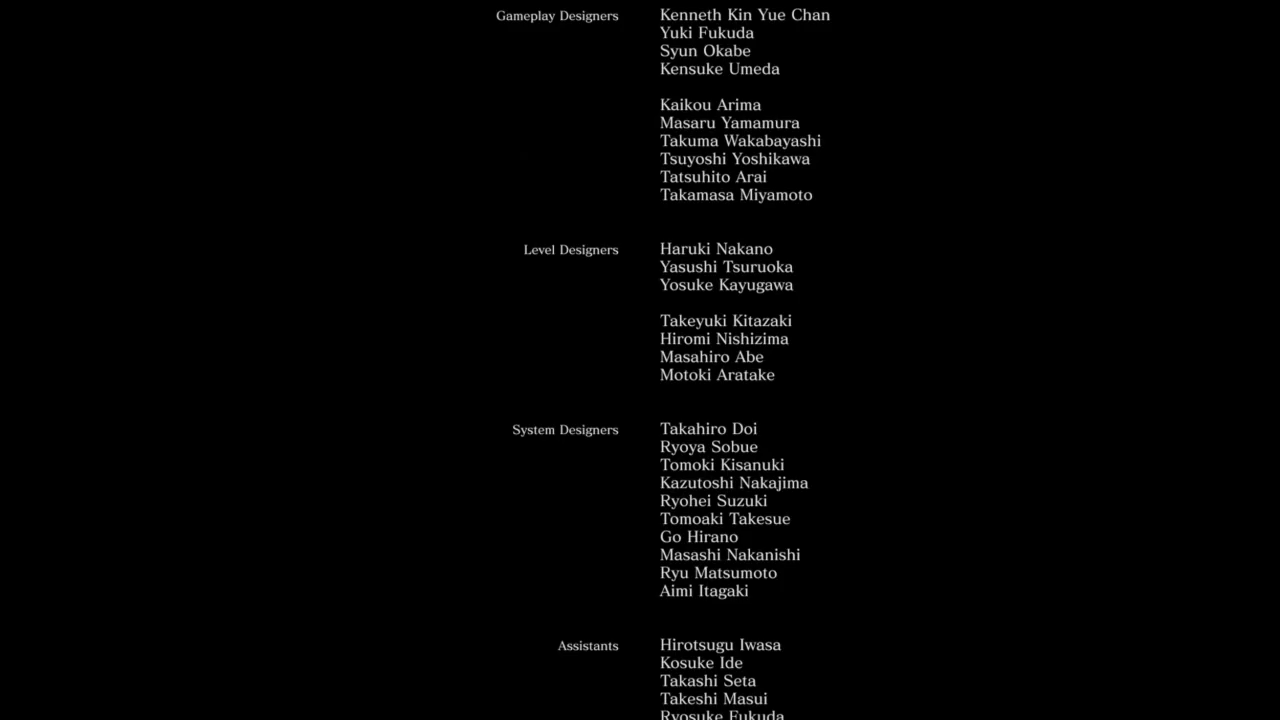 Gameplay Designers Kenneth Kin Yue Chan
Yuki Fukuda
Syun Okabe
Kensuke Umeda
Kaikou Arima
Masaru Yamamura
Takuma Wakabayashi
Tsuyoshi Yoshikawa
Tatsuhito Arai
Takamasa Miyamoto
Level Designers Haruki Nakano
Yasushi Tsuruoka
Yosuke Kayugawa
Takeyuki Kitazaki
Hiromi Nishizima
Masahiro Abe
Motoki Aratake
System Designers Takahiro Doi
Ryoya Sobue
Tomoki Kisanuki
Kazutoshi Nakajima
Ryohei Suzuki
Tomoaki Takesue
Go Hirano
Masashi Nakanishi
Ryu Matsumoto
Aimi Itagaki
Assistants Hirotsugu Iwasa
Kosuke Ide
Takashi Seta
Takeshi Masui
Ryosuke Fukuda